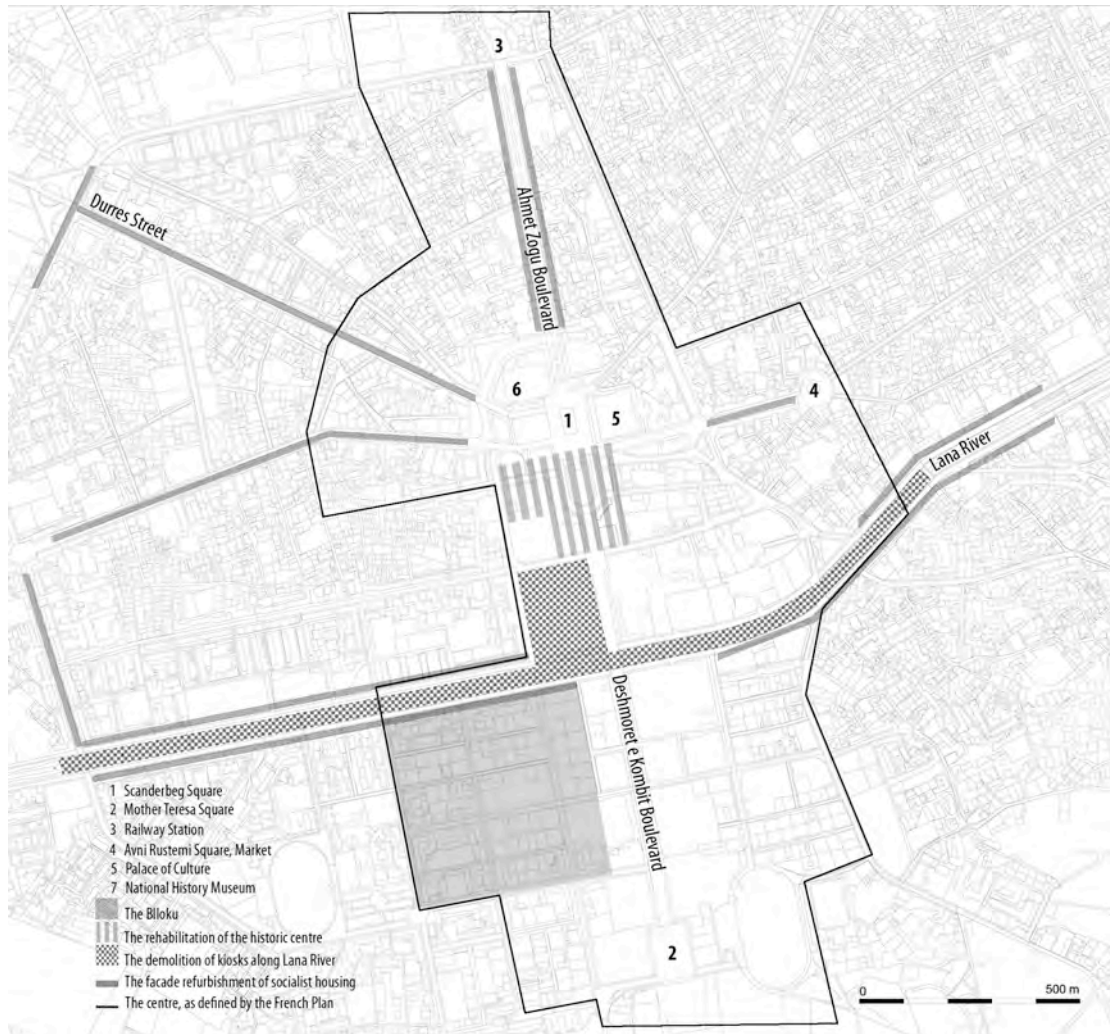 3
Durres Street
Ahmet Zogu Boulevard
6
4
1
5
Lana River
Deshmoret e Kombit Boulevard
2
1 Scanderbeg Square
2 Mother Teresa Square
3 Railway Station
4 Avni Rustemi Square, Market
5 Palace of Culture
7 National History Museum
The Blloku
The rehabilitation of the historic centre
The demolition of kiosks along Lana River
The facade refurbishment of socialist housing
The centre, as defined by the French Plan
0 500 m